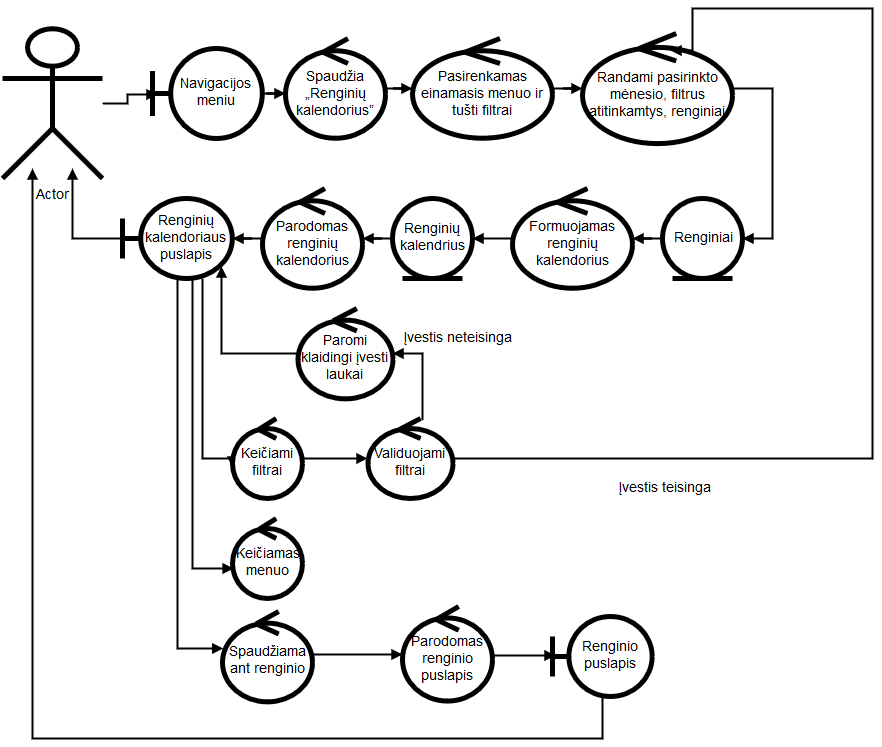 Navigacijos
meniu
Spaudžia
„Renginių
kalendorius”
Pasirenkamas
einamasis menuo ir
tušti filtrai
Randami pasirinkto
mėnesio, filtrus
atitinkamtys, renginiai
Actor
Renginių
kalendoriaus
puslapis
Parodomas
renginių
kalendorius
Renginių
kalendrius
Formuojamas
renginių
kalendorius
Renginiai
Paromi
klaidingi įvesti
laukai
Įvestis neteisinga
Keičiami
filtrai
Validuojami
filtrai
Įvestis teisinga
Keičiamas
menuo
Spaudžiama
ant renginio
Parodomas
renginio
puslapis
Renginio
puslapis